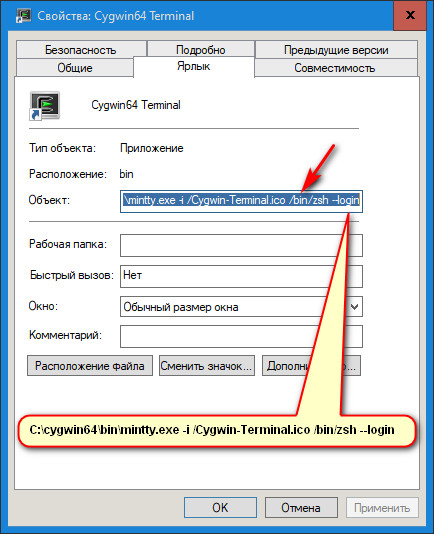 Свойства: Cygwin64 Terminal
Безопасность
Подробно
Предыдущие версии
Общие
Ярлык
Совместимость
Cygwin64 Terminal
Тип объекта: Приложение
Расположение: bin
Объект: \mintty.exe -i /Cygwin-Terminal.ico /bin/zsh --login
Рабочая папка:
Быстрый вызов: Нет
Окно: Обычный размер окна
Комментарий:
Расположение файла
Сменить значок...
C:\cygwin64\bin\mintty.exe -i /Cygwin-Terminal.ico /bin/zsh --login
OK
Отмена
Применить